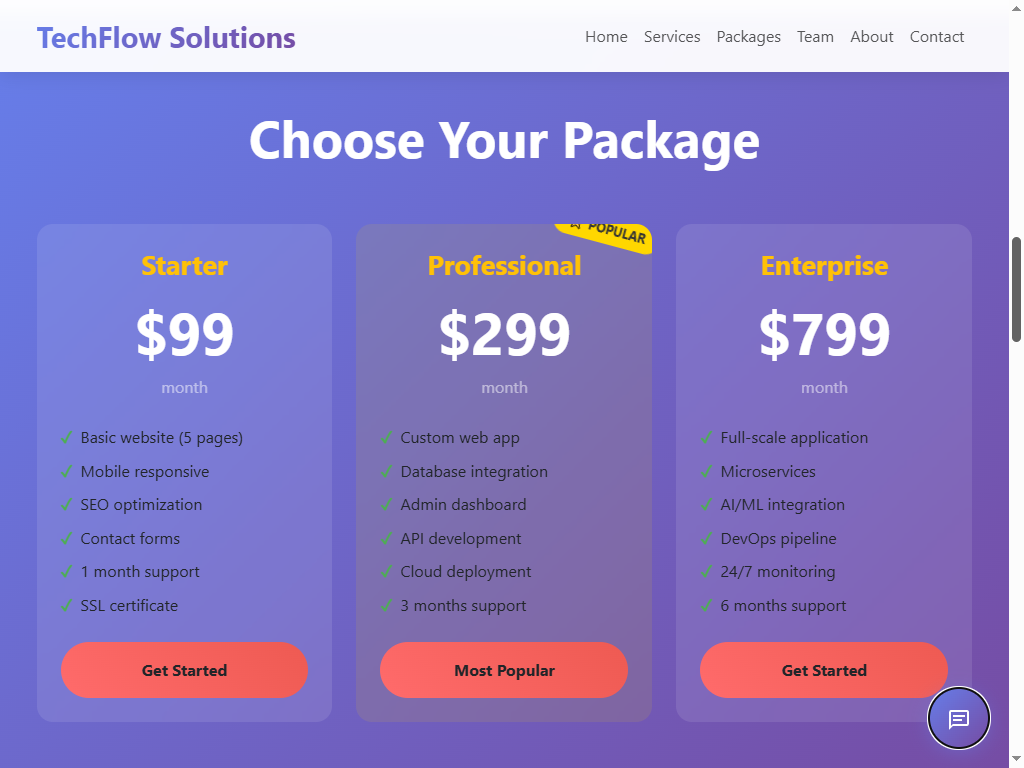 TechFlow Solutions
Home Services Packages Team About Contact
Choose Your Package
Starter
$99
month
✓ Basic website (5 pages)
✓ Mobile responsive
✓ SEO optimization
✓ Contact forms
✓ 1 month support
✓ SSL certificate
Get Started
POPULAR
Professional
$299
month
✓ Custom web app
✓ Database integration
✓ Admin dashboard
✓ API development
✓ Cloud deployment
✓ 3 months support
Most Popular
Enterprise
$799
month
✓ Full-scale application
✓ Microservices
✓ AI/ML integration
✓ DevOps pipeline
✓ 24/7 monitoring
✓ 6 months support
Get Started